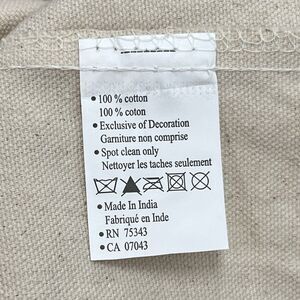 • 100 % cotton
100 % coton
• Exclusive of Decoration
Garniture non comprise
• Spot clean only
Nettoyer les taches seulement
• Made In India
Fabriqué en Inde
• RN 75343
• CA 07043